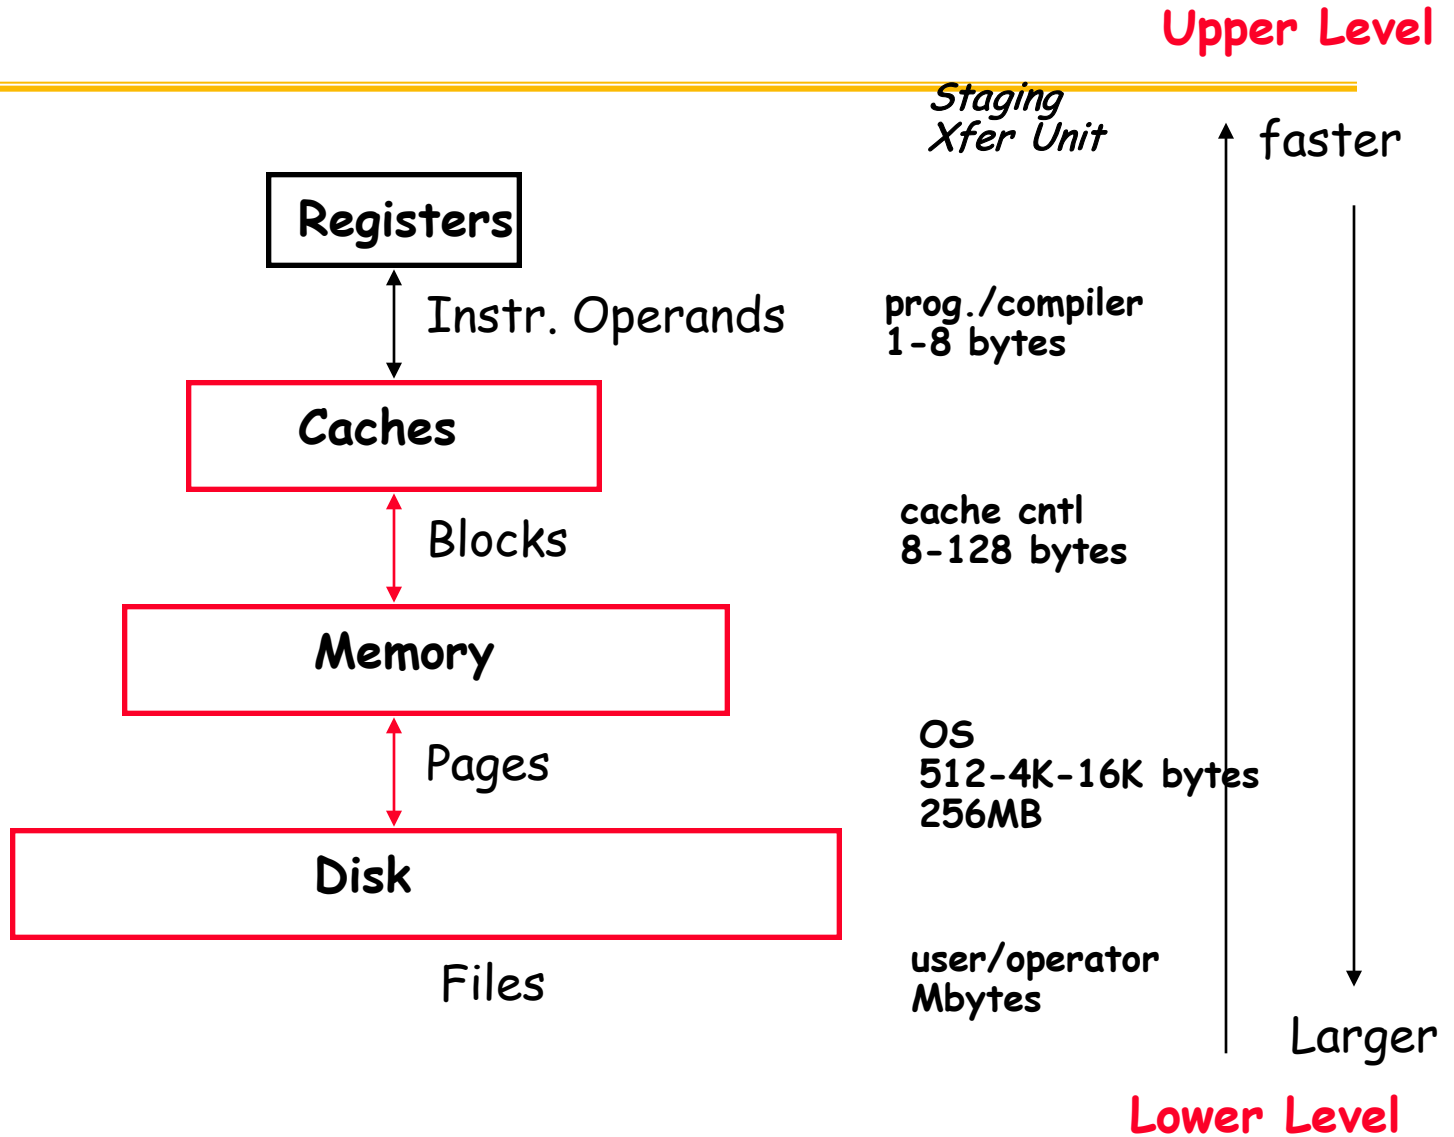 Upper Level
Staging
Xfer Unit
faster
Registers
Instr. Operands
prog./compiler
1-8 bytes
Caches
Blocks
cache cntl
8-128 bytes
Memory
Pages
OS
512-4K-16K bytes
256MB
Disk
Files
user/operator
Mbytes
Larger
Lower Level